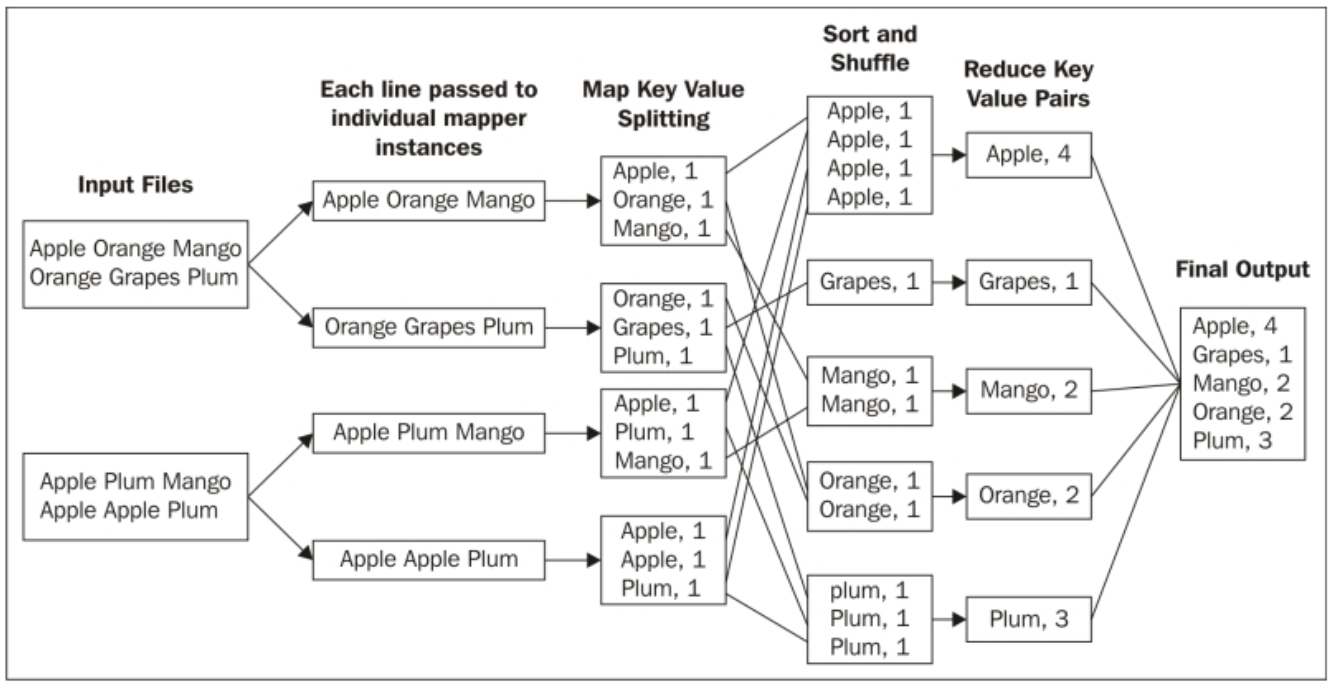 Input Files
Apple Orange Mango
Orange Grapes Plum
Apple Plum Mango
Apple Apple Plum
Each line passed to
individual mapper
instances
Apple Orange Mango
Orange Grapes Plum
Apple Plum Mango
Apple Apple Plum
Map Key Value
Splitting
Apple, 1
Orange, 1
Mango, 1
Orange, 1
Grapes, 1
Plum, 1
Apple, 1
Plum, 1
Mango, 1
Apple, 1
Apple, 1
Plum, 1
Sort and
Shuffle
Apple, 1
Apple, 1
Apple, 1
Apple, 1
Grapes, 1
Mango, 1
Mango, 1
Orange, 1
Orange, 1
plum, 1
Plum, 1
Plum, 1
Reduce Key
Value Pairs
Apple, 4
Grapes, 1
Mango, 2
Orange, 2
Plum, 3
Final Output
Apple, 4
Grapes, 1
Mango, 2
Orange, 2
Plum, 3